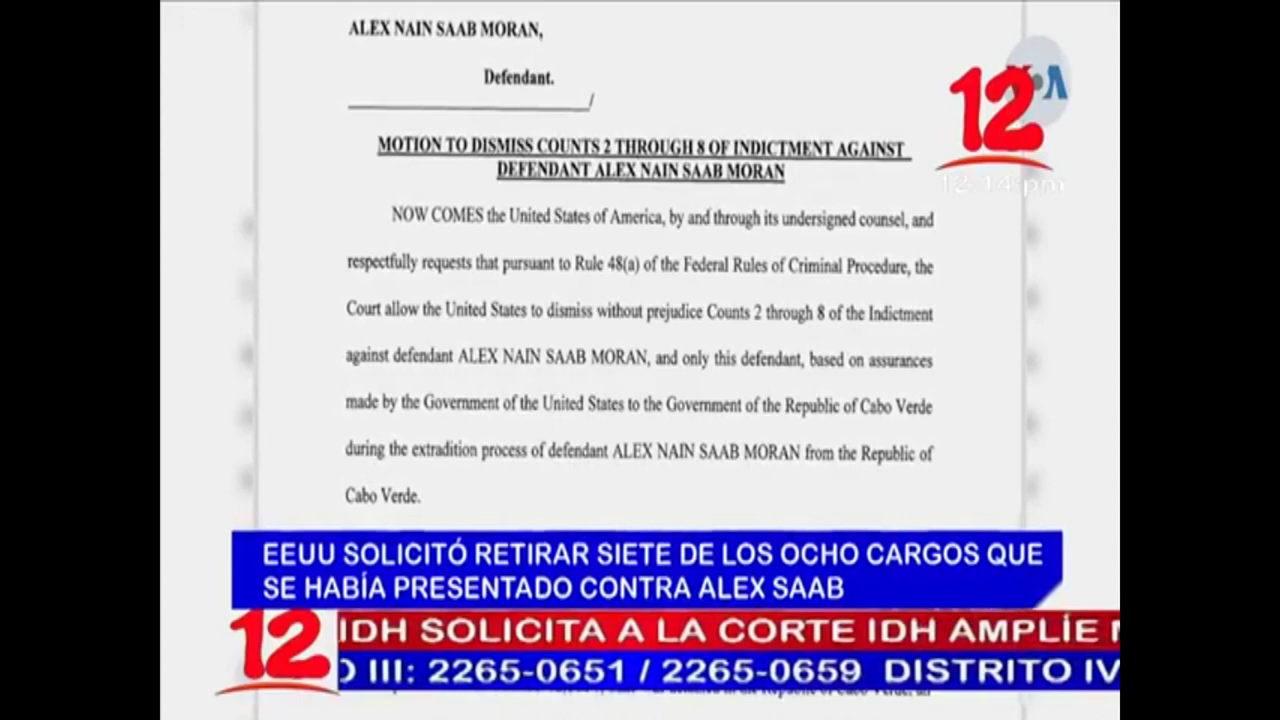 ALEX NAIN SAAB MORAN,
Defendant.
/
MOTION TO DISMISS COUNTS 2 THROUGH 8 OF INDICTMENT AGAINST
DEFENDANT ALEX NAIN SAAB MORAN
NOW COMES the United States of America, by and through its undersigned counsel, and
respectfully requests that pursuant to Rule 48(a) of the Federal Rules of Criminal Procedure, the
Court allow the United States to dismiss without prejudice Counts 2 through 8 of the Indictment
against defendant ALEX NAIN SAAB MORAN, and only this defendant, based on assurances
made by the Government of the United States to the Government of the Republic of Cabo Verde
during the extradition process of defendant ALEX NAIN SAAB MORAN from the Republic of
Cabo Verde.
12
12:14 pm
EEUU SOLICITÓ RETIRAR SIETE DE LOS OCHO CARGOS QUE
SE HABÍA PRESENTADO CONTRA ALEX SAAB
12
IDH SOLICITA A LA CORTE IDH AMPLÍE
III: 2265-0651 / 2265-0659 DISTRITO IV